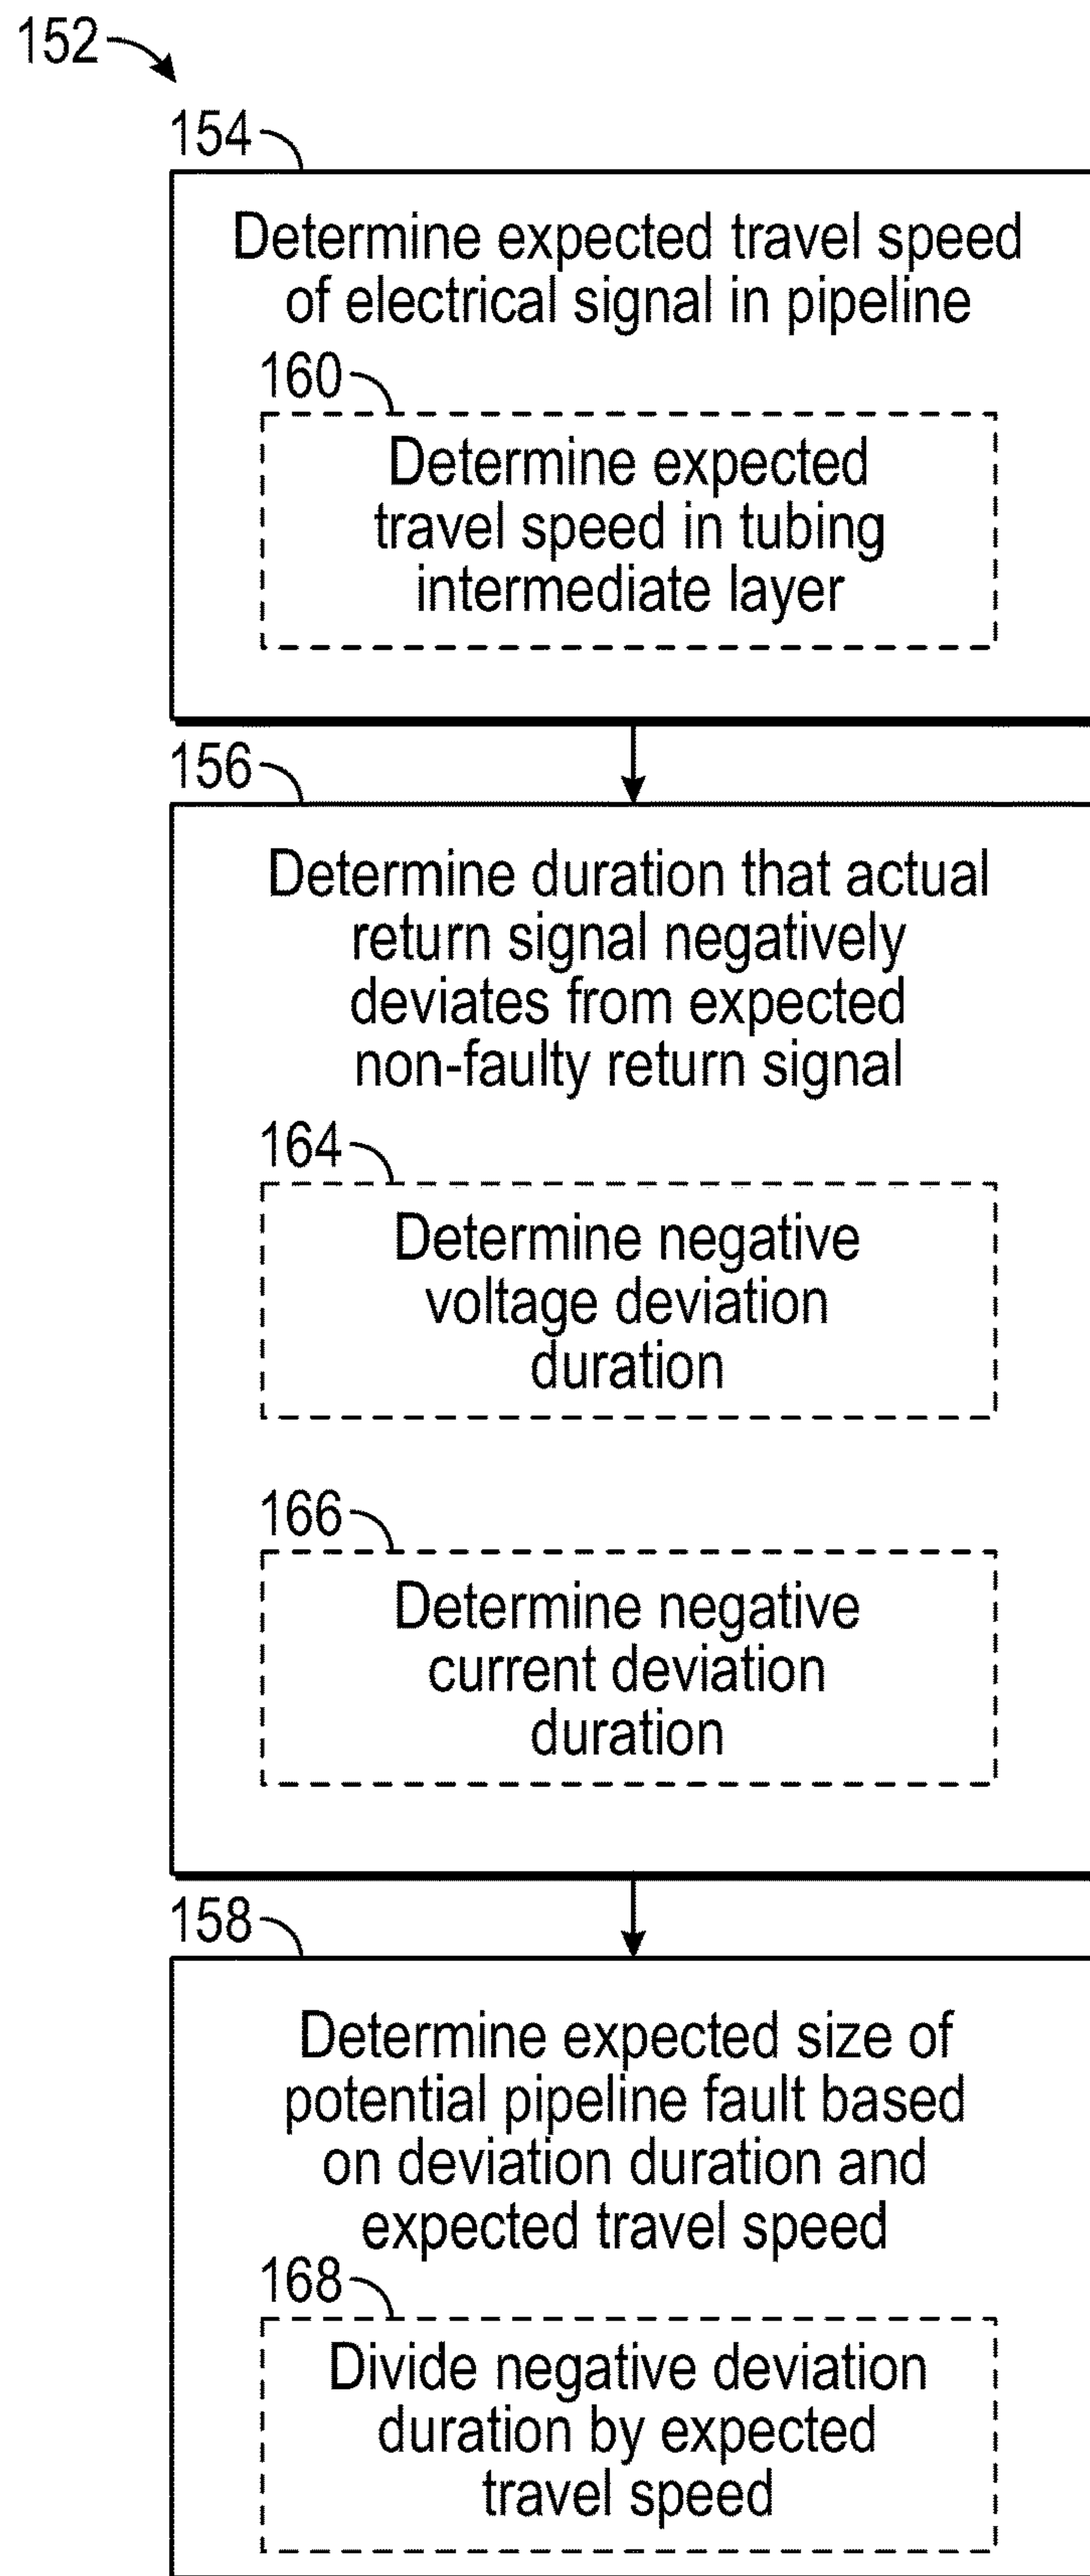 152
154
Determine expected travel speed
of electrical signal in pipeline
160
Determine expected
travel speed in tubing
intermediate layer
156
Determine duration that actual
return signal negatively
deviates from expected
non-faulty return signal
164
Determine negative
voltage deviation
duration
166
Determine negative
current deviation
duration
158
Determine expected size of
potential pipeline fault based
on deviation duration and
expected travel speed
168
Divide negative deviation
duration by expected
travel speed